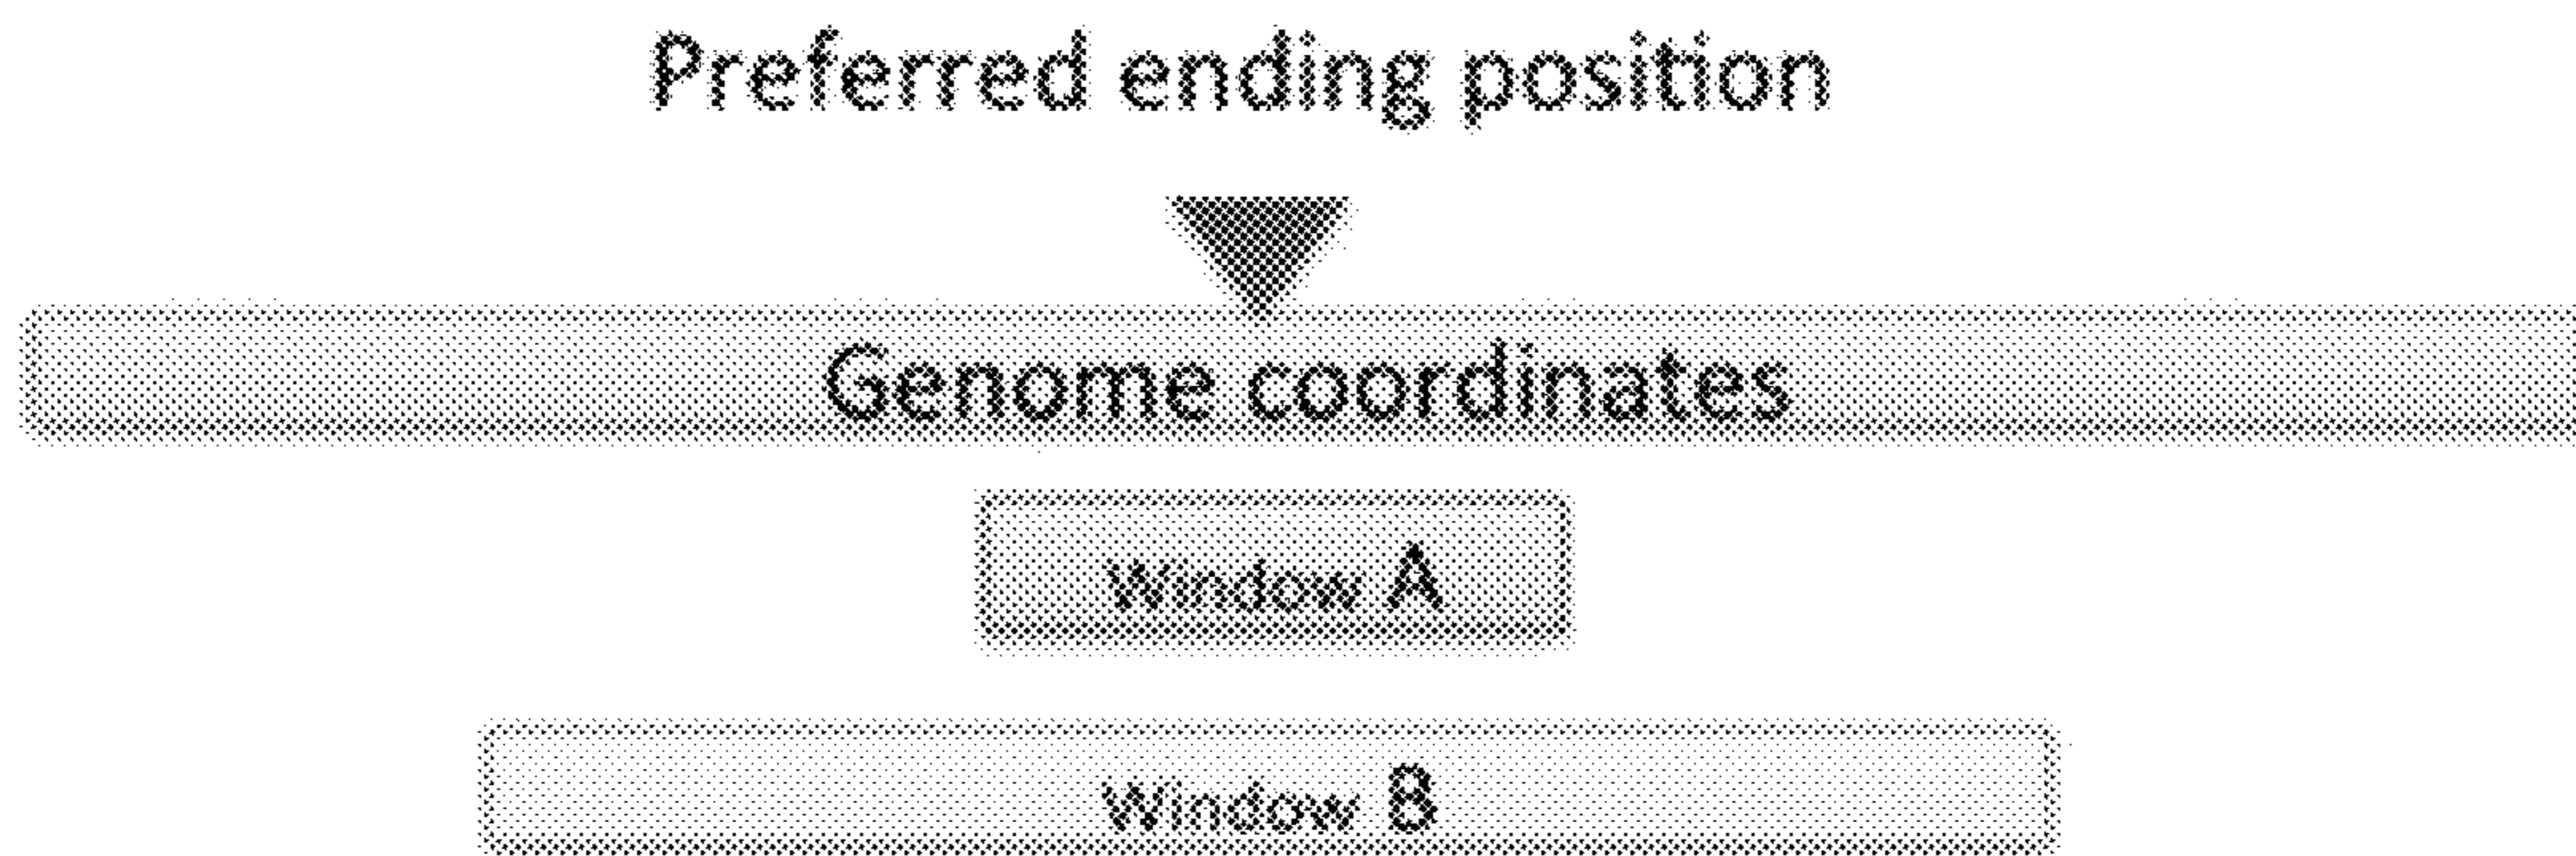 Preferred ending position
Genome coordinates
Window A
Window B